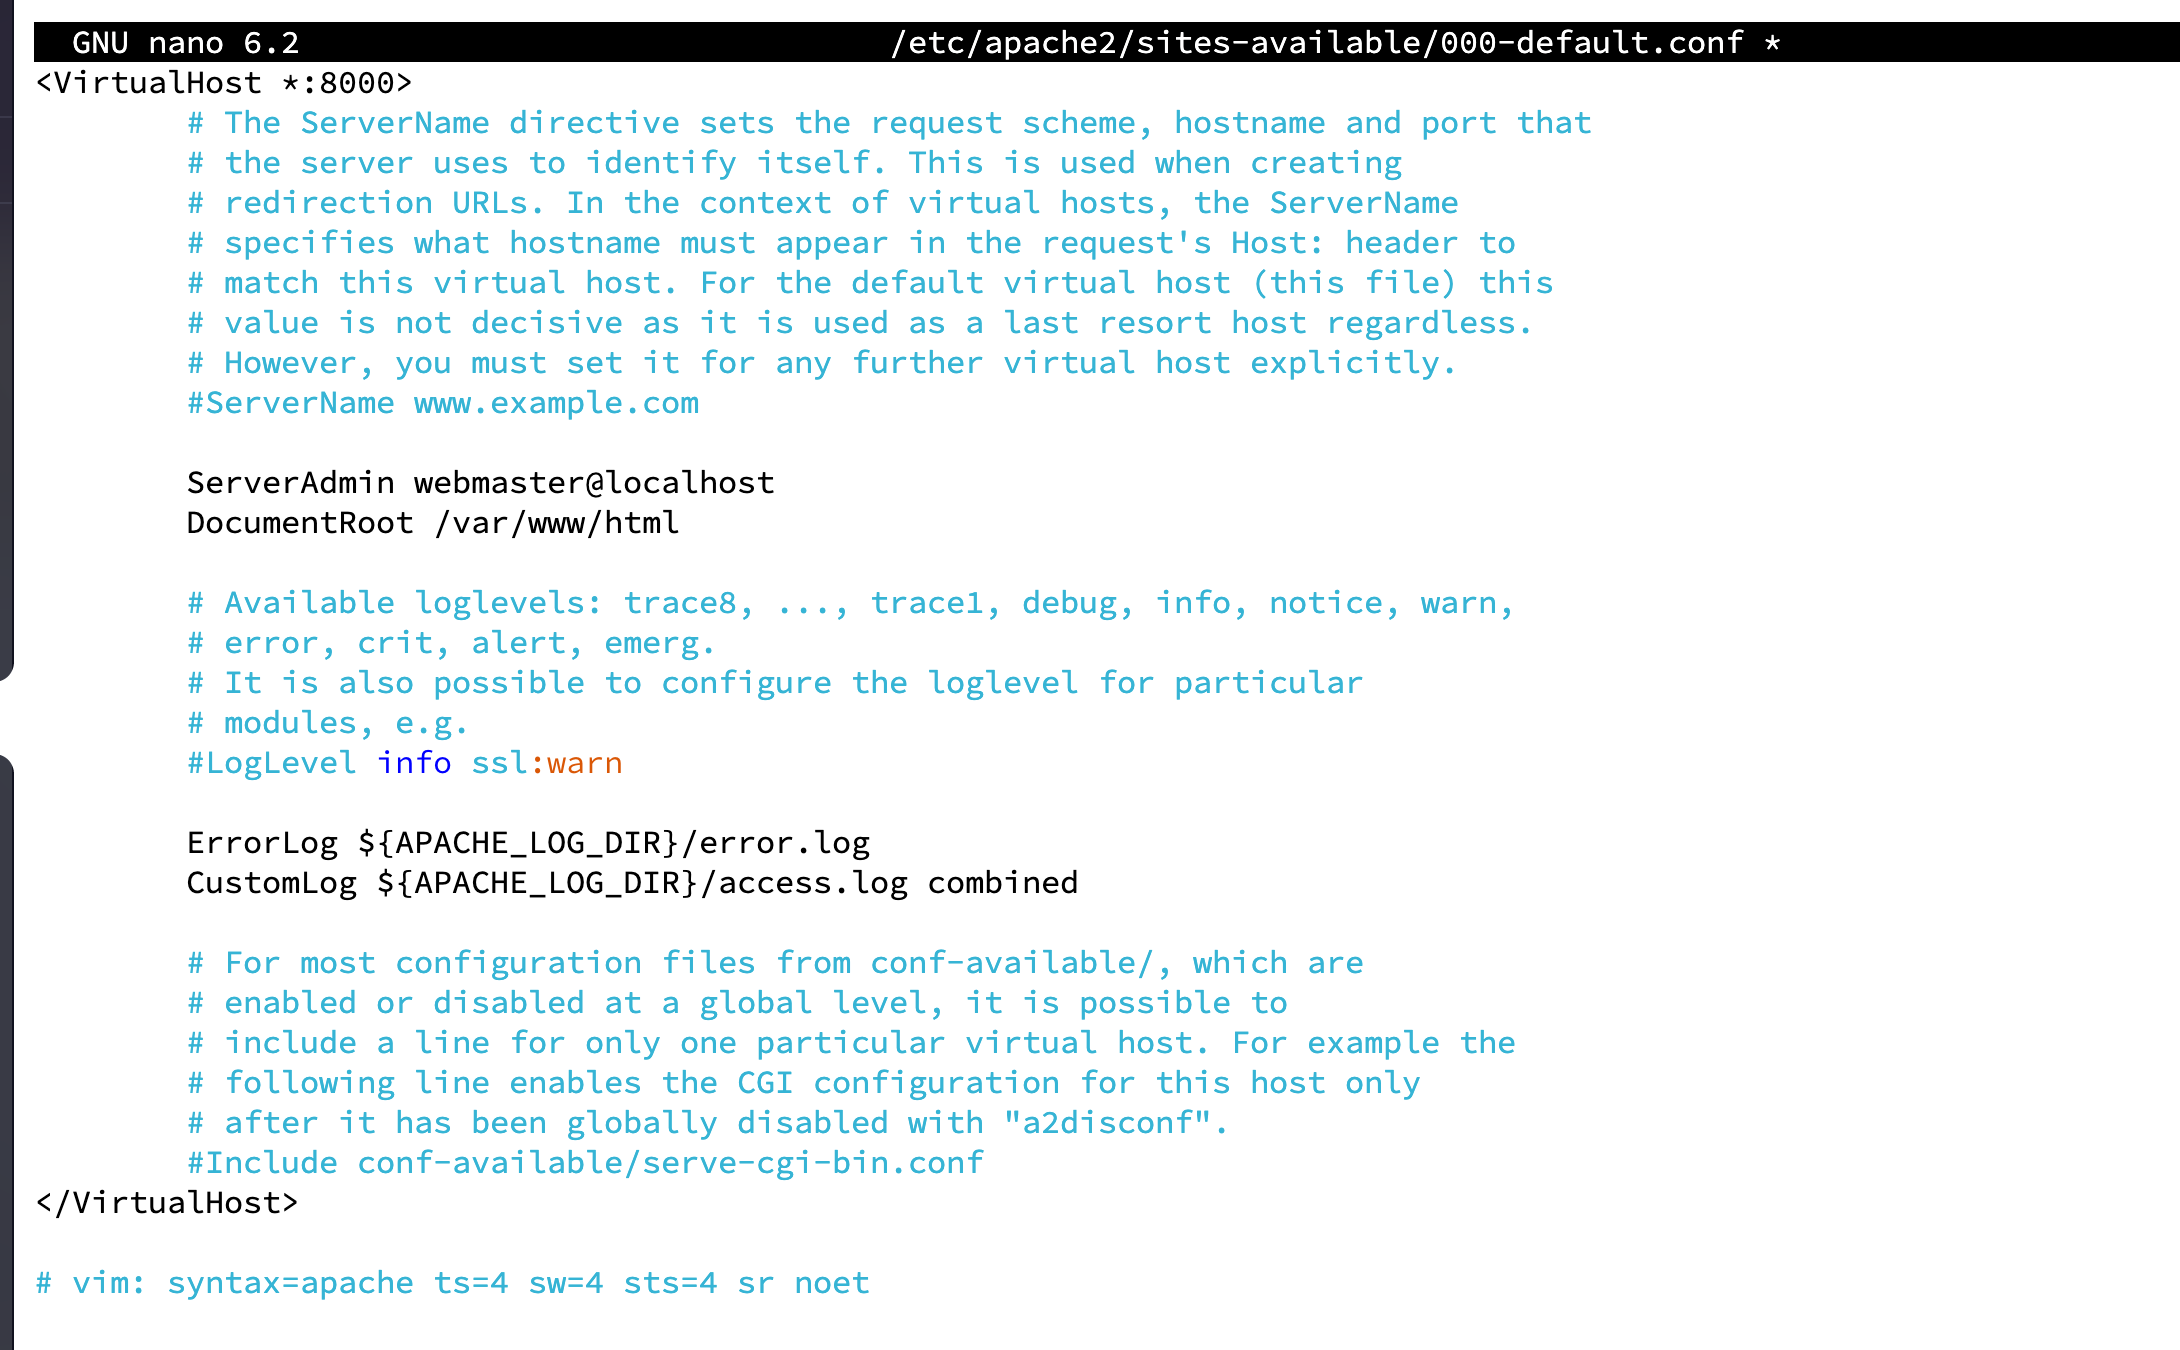 GNU nano 6.2 /etc/apache2/sites-available/000-default.conf *
<VirtualHost *:8000>
# The ServerName directive sets the request scheme, hostname and port that
# the server uses to identify itself. This is used when creating
# redirection URLs. In the context of virtual hosts, the ServerName
# specifies what hostname must appear in the request's Host: header to
# match this virtual host. For the default virtual host (this file) this
# value is not decisive as it is used as a last resort host regardless.
# However, you must set it for any further virtual host explicitly.
#ServerName www.example.com
ServerAdmin webmaster@localhost
DocumentRoot /var/www/html
# Available loglevels: trace8, ..., trace1, debug, info, notice, warn,
# error, crit, alert, emerg.
# It is also possible to configure the loglevel for particular
# modules, e.g.
#LogLevel info ssl:warn
ErrorLog ${APACHE_LOG_DIR}/error.log
CustomLog ${APACHE_LOG_DIR}/access.log combined
# For most configuration files from conf-available/, which are
# enabled or disabled at a global level, it is possible to
# include a line for only one particular virtual host. For example the
# following line enables the CGI configuration for this host only
# after it has been globally disabled with "a2disconf".
#Include conf-available/serve-cgi-bin.conf
</VirtualHost>
# vim: syntax=apache ts=4 sw=4 sts=4 sr noet